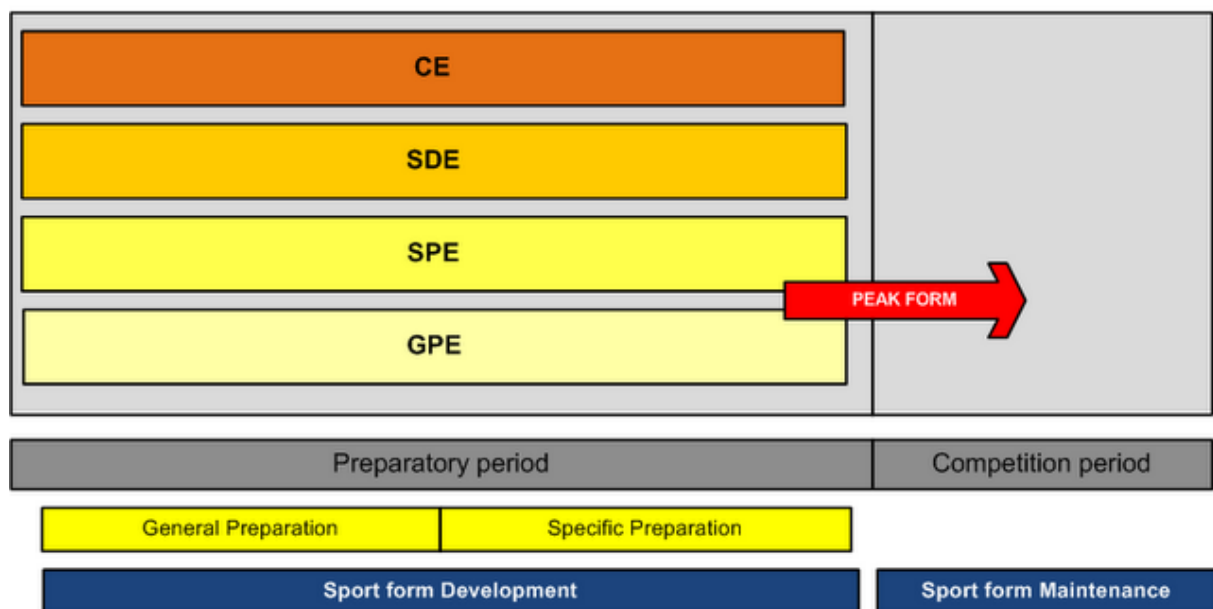 CE
SDE
SPE
PEAK FORM
GPE
Preparatory period
Competition period
General Preparation
Specific Preparation
Sport form Development
Sport form Maintenance